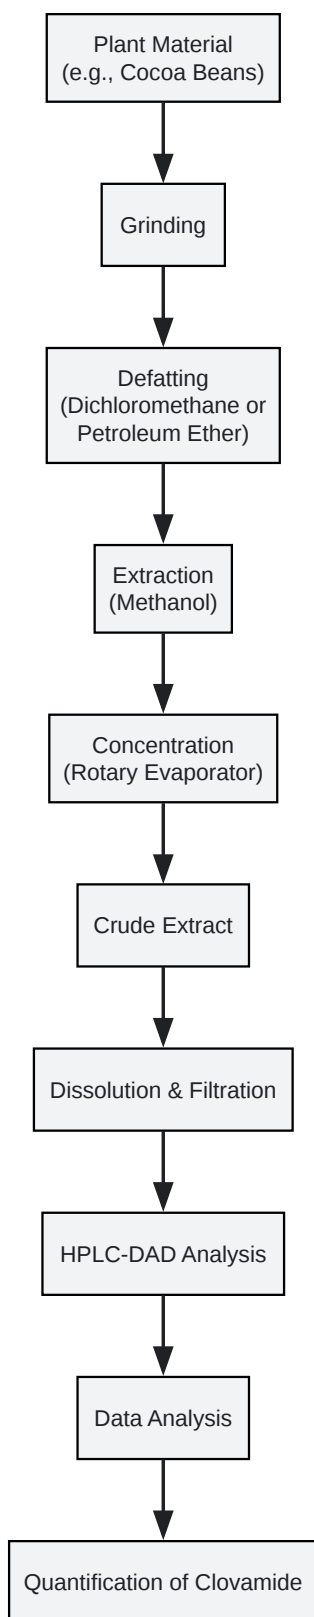 Plant Material
(e.g., Cocoa Beans)
Grinding
Defatting
(Dichloromethane or
Petroleum Ether)
Extraction
(Methanol)
Concentration
(Rotary Evaporator)
Crude Extract
Dissolution & Filtration
HPLC-DAD Analysis
Data Analysis
Quantification of Clovamide